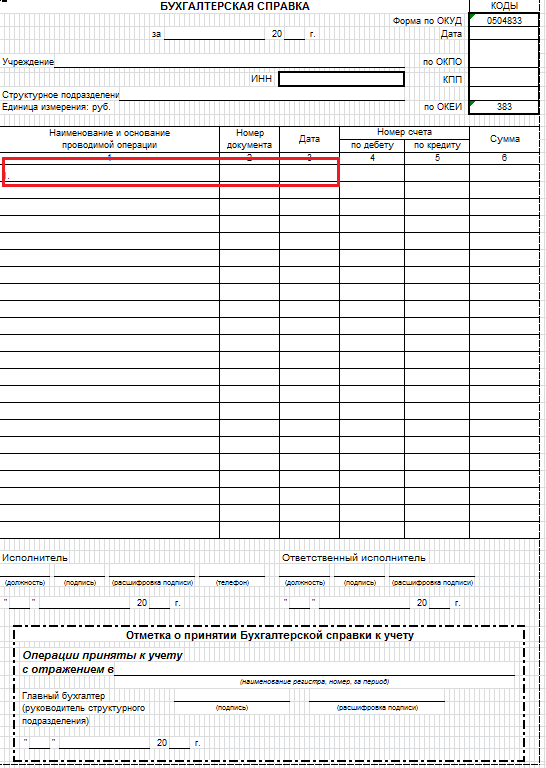 БУХГАЛТЕРСКАЯ СПРАВКА
КОДЫ
Форма по ОКУД 0504833
за 20 г. Дата
Учреждение по ОКПО
ИНН КПП
Структурное подразделени
Единица измерения: руб. по ОКЕИ 383
Наименование и основание проводимой операции Номер документа Дата Номер счета Сумма
по дебету по кредиту
1 2 3 4 5 6
Исполнитель Ответственный исполнитель
(должность) (подпись) (расшифровка подписи) (телефон) (должность) (подпись) (расшифровка подписи)
" " 20 г. " " 20 г.
Отметка о принятии Бухгалтерской справки к учету
Операции приняты к учету
с отражением в
(наименование регистра, номер, за период)
Главный бухгалтер
(руководитель структурного (подпись) (расшифровка подписи)
подразделения)
" " 20 г.